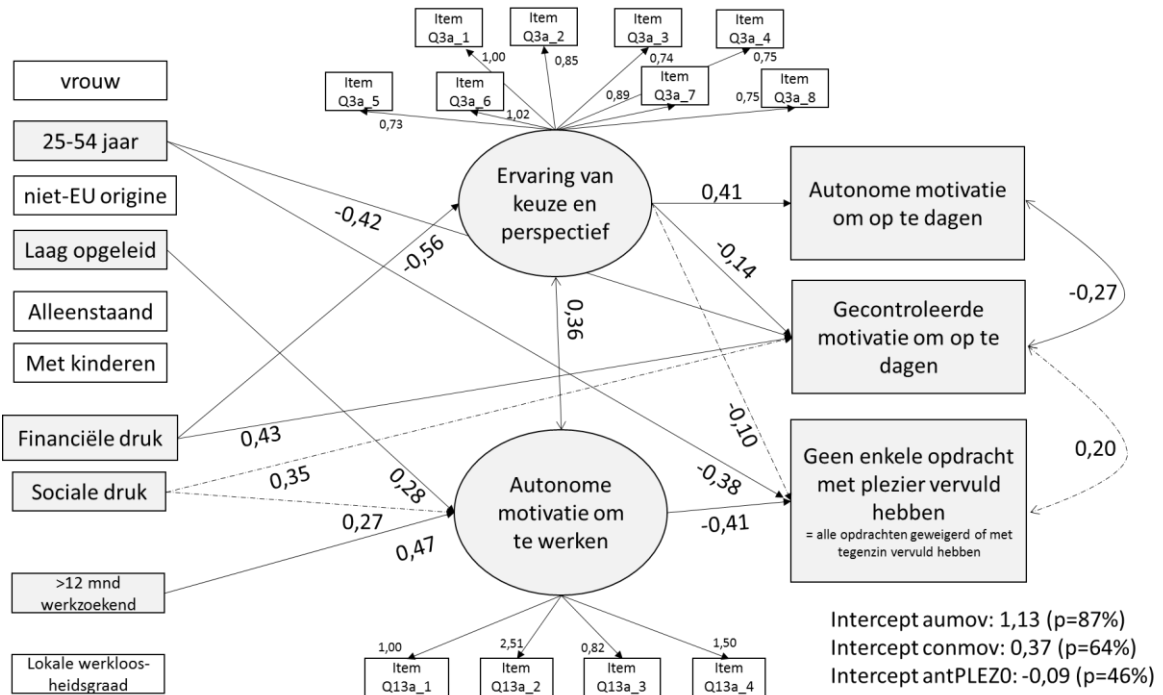 Item
Q3a_1
Item
Q3a_2
Item
Q3a_3
Item
Q3a_4
1,00
0,85
0,74
0,75
Item
Q3a_5
Item
Q3a_6
Item
Q3a_7
Item
Q3a_8
0,73
1,02
0,89
0,75
vrouw
25-54 jaar
niet-EU origine
Laag opgeleid
Alleenstaand
Met kinderen
Financiële druk
Sociale druk
>12 mnd
werkzoekend
Lokale werkloos-
heidsgraad
Ervaring van
keuze en
perspectief
Autonome
motivatie om
te werken
-0,42
-0,56
0,36
0,41
-0,14
-0,10
0,43
0,35
0,28
0,27
0,47
-0,38
-0,41
Autonome motivatie
om op te dagen
Gecontroleerde
motivatie om op te
dagen
Geen enkele opdracht
met plezier vervuld
hebben
= alle opdrachten geweigerd of met
tegenzin vervuld hebben
-0,27
0,20
1,00
2,51
0,82
1,50
Item
Q13a_1
Item
Q13a_2
Item
Q13a_3
Item
Q13a_4
Intercept aumov: 1,13 (p=87%)
Intercept conmov: 0,37 (p=64%)
Intercept antPLEZ0: -0,09 (p=46%)